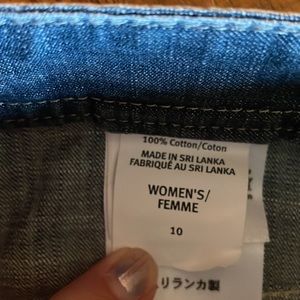 100% Cotton/Coton
MADE IN SRI LANKA
FABRIQUÉ AU SRI LANKA
WOMEN'S/
FEMME
10
スリランカ製